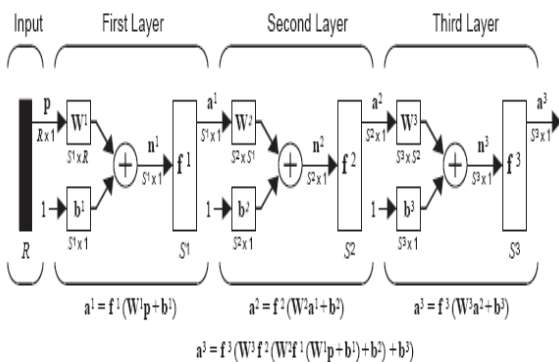 Input First Layer Second Layer Third Layer
p a¹ a² a³
W¹ W² W³
R x 1 S¹ x 1 S² x 1 S³ x 1
S¹ x R n¹ S² x S¹ n² S³ x S² n³
+ f¹ + f² + f³
S¹ x 1 S² x 1 S³ x 1
1 b¹ 1 b² 1 b³
R S¹ x 1 S¹ S² x 1 S² S³ x 1 S³
a¹ = f¹ (W¹p + b¹) a² = f² (W²a¹ + b²) a³ = f³ (W³a² + b³)
a³ = f³ (W³ f² (W² f¹ (W¹p + b¹) + b²) + b³)